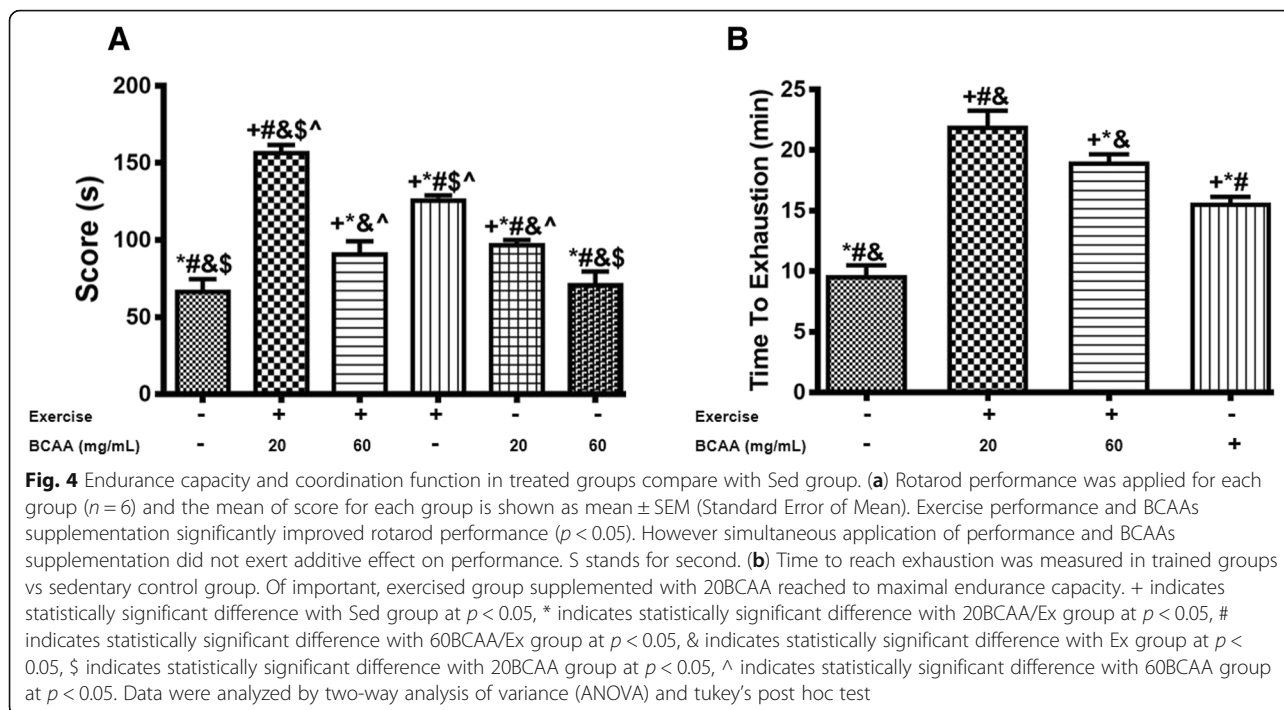 A
B
200
150
100
50
0
Score (s)
*#&$
+#&$^
+*&^
+*#$^
+*#&^
*#&$
Exercise - + + + - -
BCAA (mg/mL) - 20 60 - 20 60
25
20
15
10
5
0
Time To Exhaustion (min)
*#&
+#&
+*&
+*#
Exercise - + + -
BCAA (mg/mL) - 20 60 +
Fig. 4 Endurance capacity and coordination function in treated groups compare with Sed group. (a) Rotarod performance was applied for each
group (n = 6) and the mean of score for each group is shown as mean ± SEM (Standard Error of Mean). Exercise performance and BCAAs
supplementation significantly improved rotarod performance (p < 0.05). However simultaneous application of performance and BCAAs
supplementation did not exert additive effect on performance. S stands for second. (b) Time to reach exhaustion was measured in trained groups
vs sedentary control group. Of important, exercised group supplemented with 20BCAA reached to maximal endurance capacity. + indicates
statistically significant difference with Sed group at p < 0.05, * indicates statistically significant difference with 20BCAA/Ex group at p < 0.05, #
indicates statistically significant difference with 60BCAA/Ex group at p < 0.05, & indicates statistically significant difference with Ex group at p <
0.05, $ indicates statistically significant difference with 20BCAA group at p < 0.05, ^ indicates statistically significant difference with 60BCAA group
at p < 0.05. Data were analyzed by two-way analysis of variance (ANOVA) and tukey's post hoc test